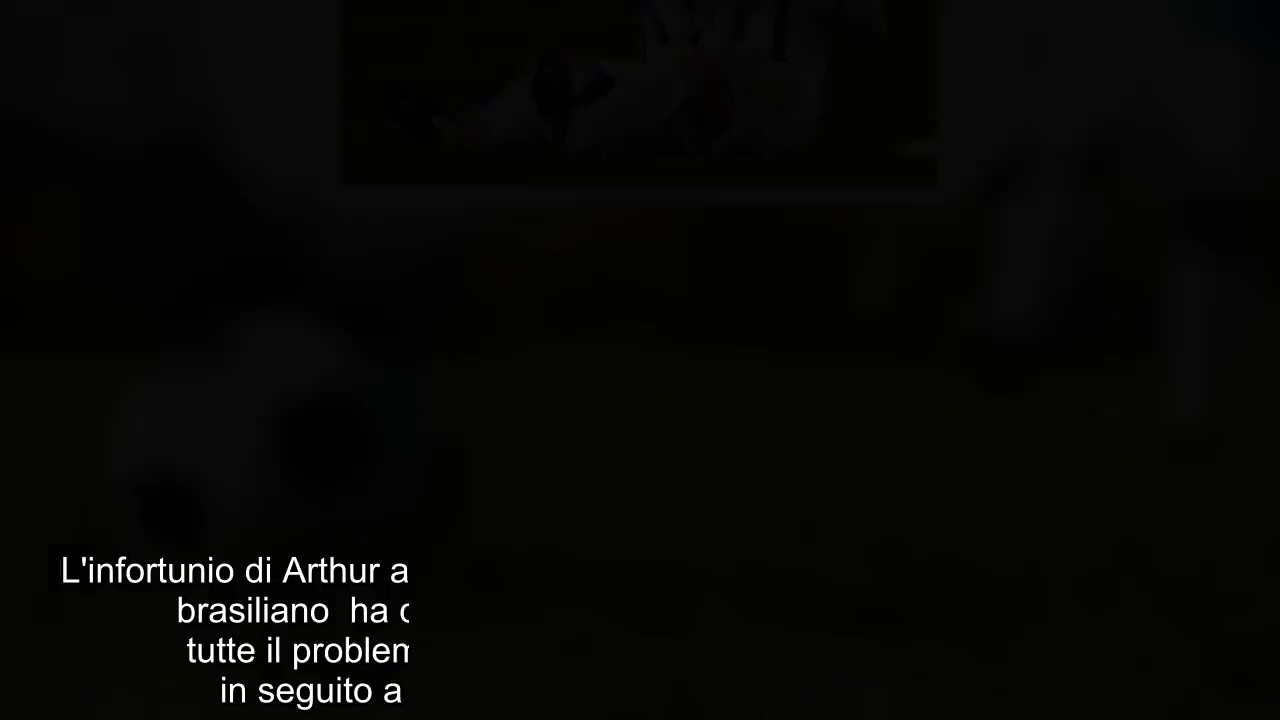 L'infortunio di Arthur a
brasiliano ha
tutte il problem
in seguito a